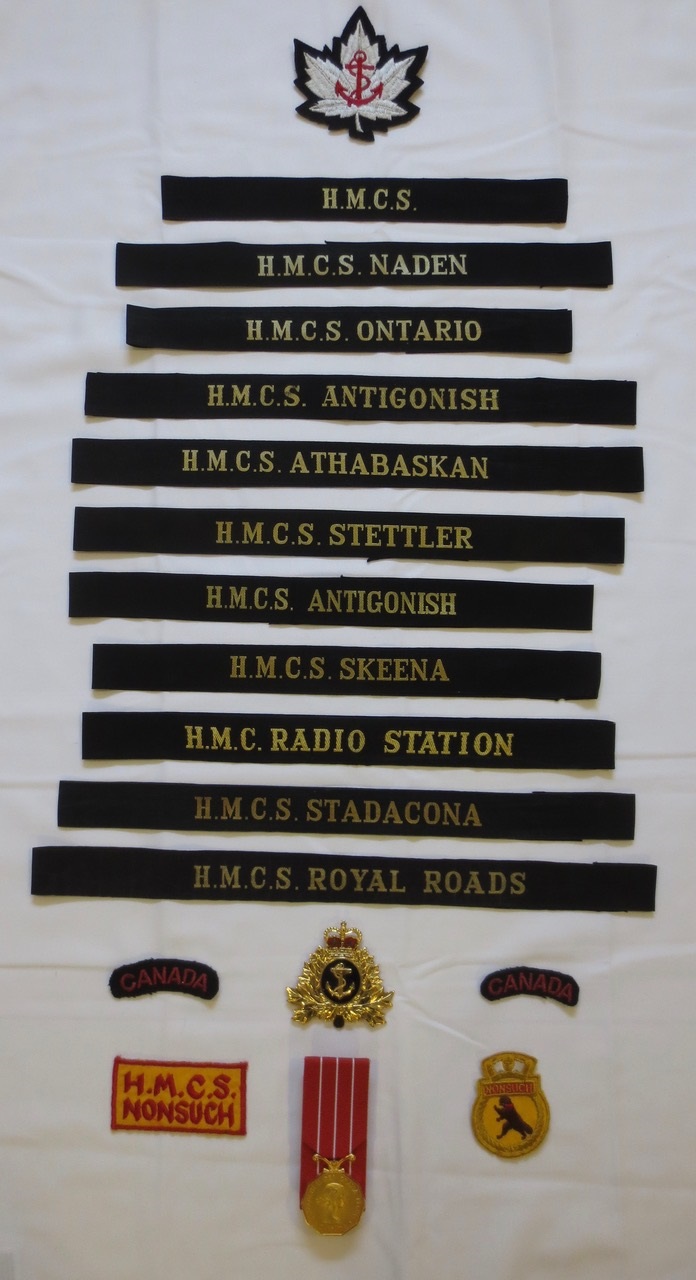 H.M.C.S.
H.M.C.S. NADEN
H.M.C.S. ONTARIO
H.M.C.S. ANTIGONISH
H.M.C.S. ATHABASKAN
H.M.C.S. STETTLER
H.M.C.S. ANTIGONISH
H.M.C.S. SKEENA
H.M.C. RADIO STATION
H.M.C.S. STADACONA
H.M.C.S. ROYAL ROADS
CANADA
CANADA
H.M.C.S.
NONSUCH
NONSUCH